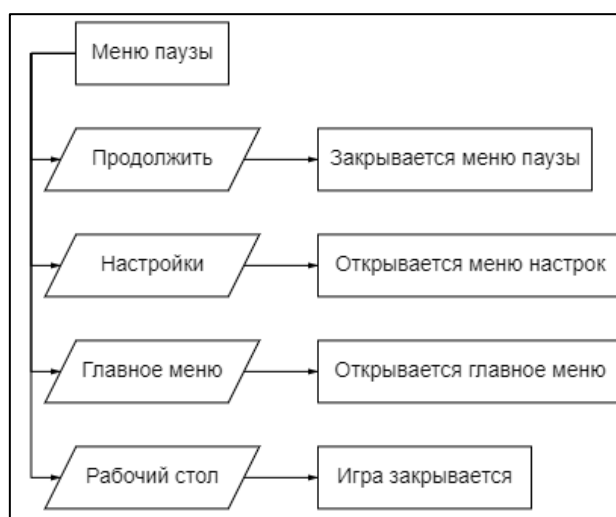 Меню паузы
Продолжить
Закрывается меню паузы
Настройки
Открывается меню настрок
Главное меню
Открывается главное меню
Рабочий стол
Игра закрывается